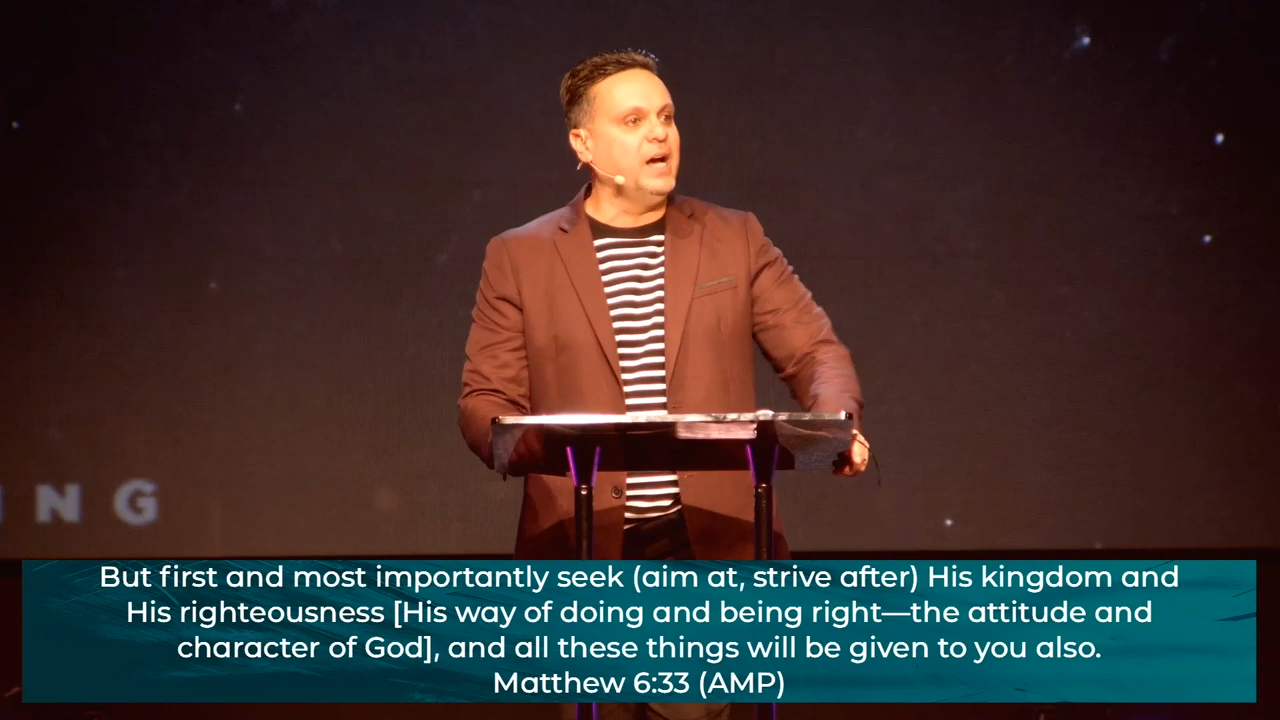 ING
But first and most importantly seek (aim at, strive after) His kingdom and
His righteousness [His way of doing and being right—the attitude and
character of God], and all these things will be given to you also.
Matthew 6:33 (AMP)